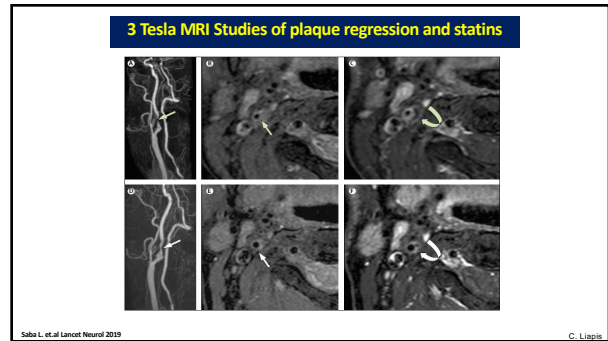 3 Tesla MRI Studies of plaque regression and statins
A
B
C
D
E
F
Saba L. et.al Lancet Neurol 2019
C. Liapis